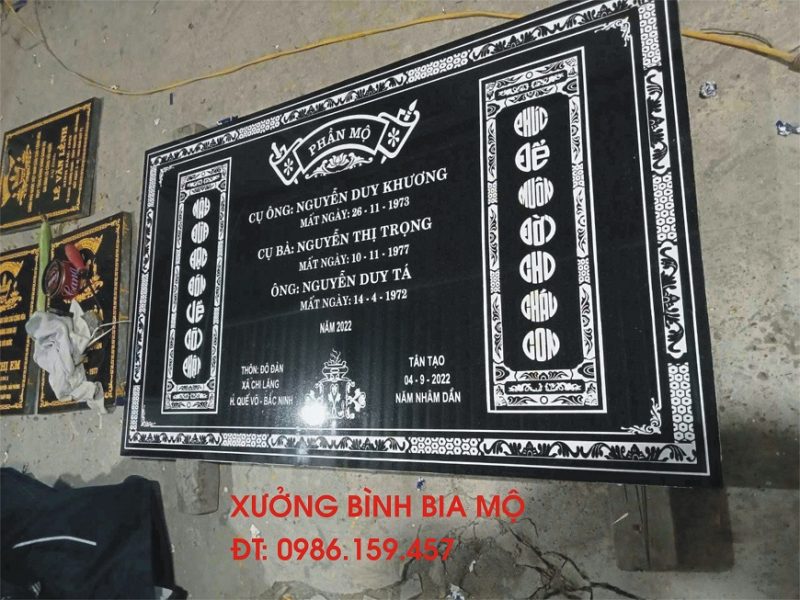 PHẦN MỘ
CỤ ÔNG: NGUYỄN DUY KHƯƠNG
MẤT NGÀY: 26 - 11 - 1973
CỤ BÀ: NGUYỄN THỊ TRỌNG
MẤT NGÀY: 10 - 11 - 1977
ÔNG: NGUYỄN DUY TÁ
MẤT NGÀY: 14 - 4 - 1972
NĂM 2022
THÔN: ĐÔ ĐÀN
XÃ CHI LĂNG
H. QUẾ VÕ - BẮC NINH
TÂN TẠO
04 - 9 - 2022
NĂM NHÂM DẦN
PHÚC
ĐỂ
MUÔN
ĐỜI
CHO
CHÁU
CON
LÊ VĂN LÊNH
XƯỞNG BÌNH BIA MỘ
ĐT: 0986.159.457